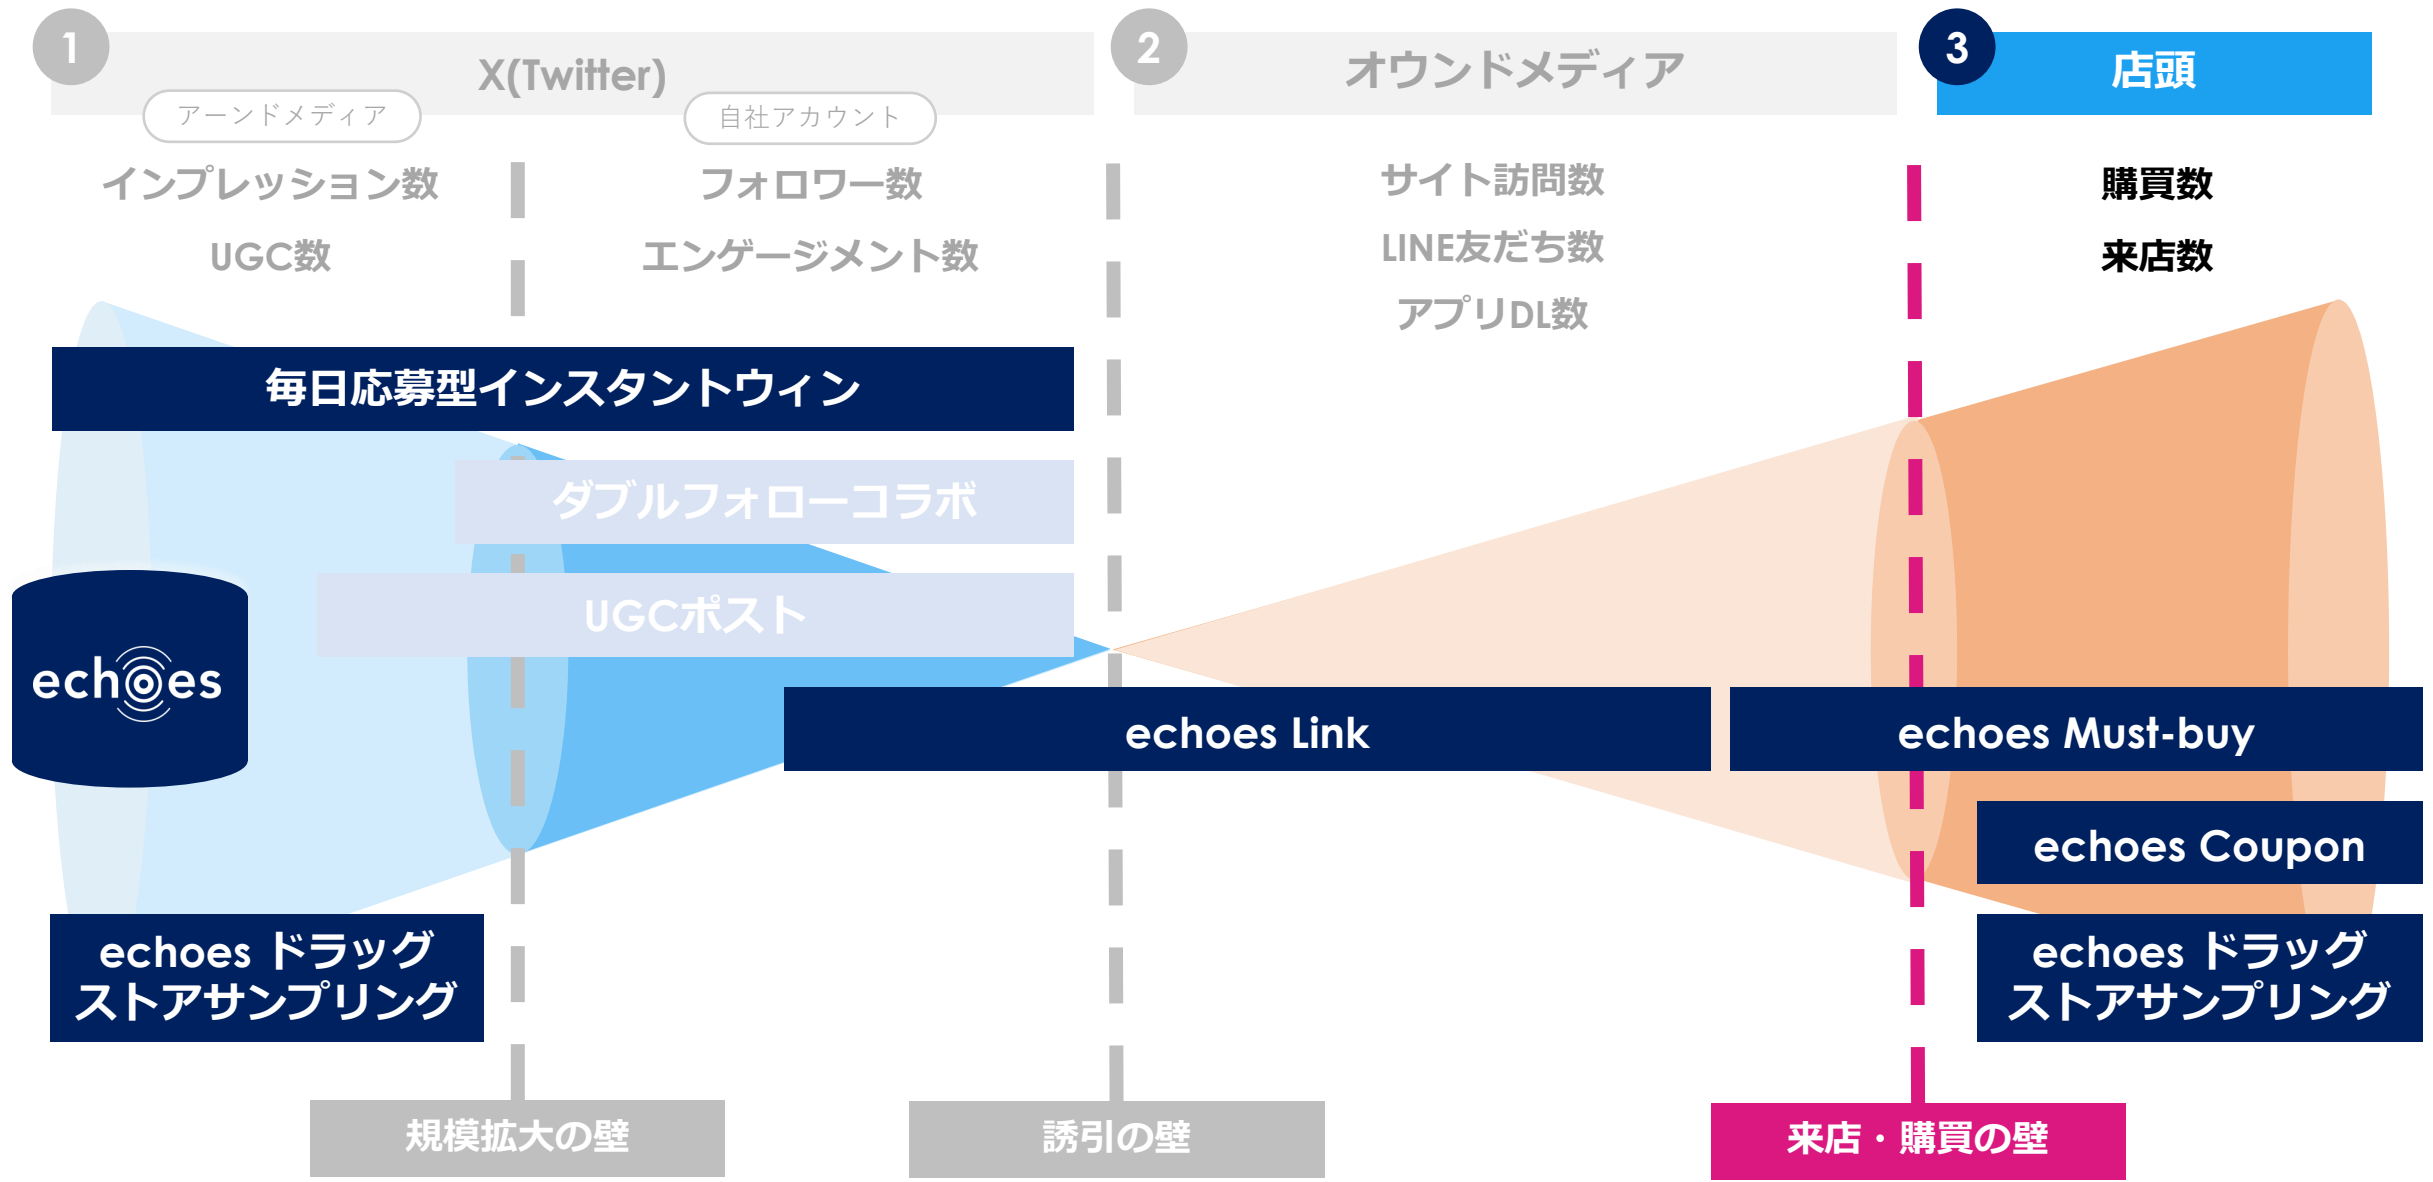 1
X(Twitter)
アーンドメディア
自社アカウント
インプレッション数
UGC数
フォロワー数
エンゲージメント数
2
オウンドメディア
サイト訪問数
LINE友だち数
アプリDL数
3
店頭
購買数
来店数
毎日応募型インスタントウィン
ダブルフォローコラボ
UGCポスト
echoes
echoes Link
echoes Must-buy
echoes Coupon
echoes ドラッグ
ストアサンプリング
echoes ドラッグ
ストアサンプリング
規模拡大の壁
誘引の壁
来店・購買の壁